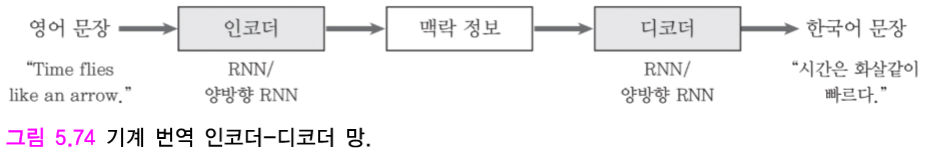 영어 문장 인코더 맥락 정보 디코더 한국어 문장
“Time flies RNN/ RNN/ “시간은 화살같이
like an arrow.” 양방향 RNN 양방향 RNN 빠르다.”
그림 5.74 기계 번역 인코더-디코더 망.